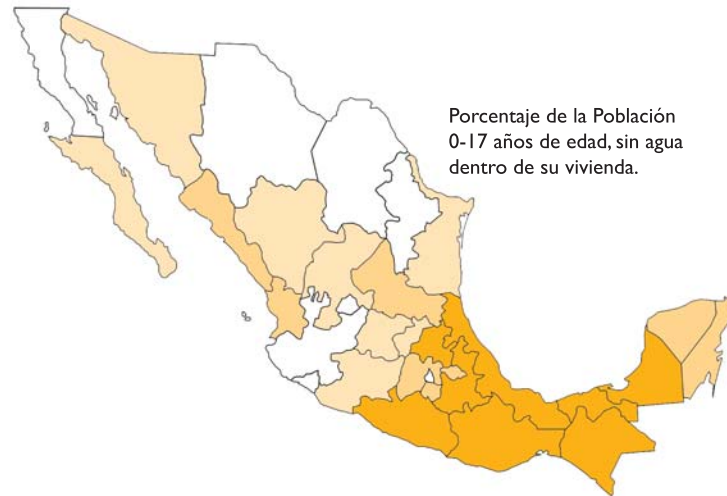 Porcentaje de la Población
0-17 años de edad, sin agua
dentro de su vivienda.